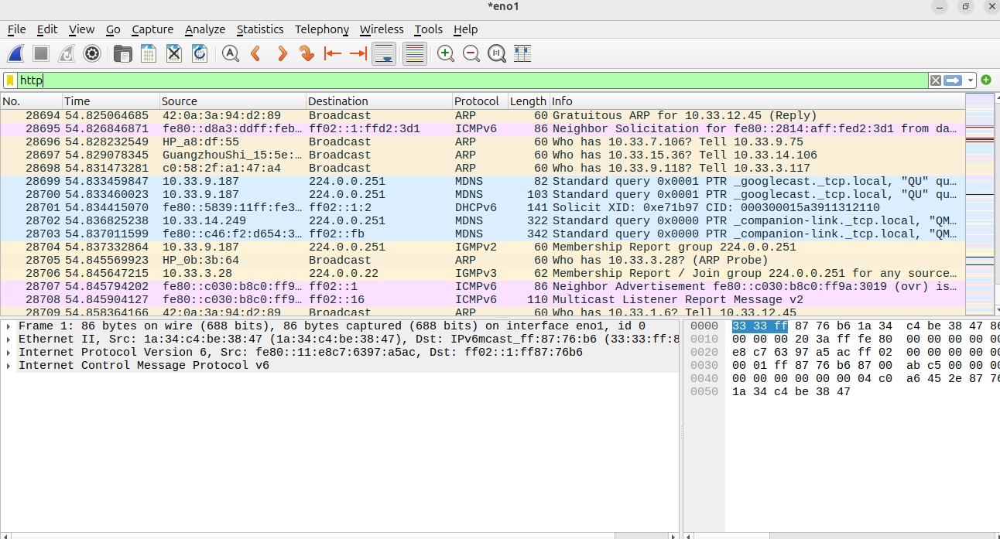 *eno1
File Edit View Go Capture Analyze Statistics Telephony Wireless Tools Help
http
No. Time Source Destination Protocol Length Info
28694 54.825064685 42:0a:3a:94:d2:89 Broadcast ARP 60 Gratuitous ARP for 10.33.12.45 (Reply)
28695 54.826846871 fe80::d8a3:ddff:feb… ff02::1:ffd2:3d1 ICMPv6 86 Neighbor Solicitation for fe80::2814:aff:fed2:3d1 from da…
28696 54.828232549 HP_a8:df:55 Broadcast ARP 60 Who has 10.33.7.106? Tell 10.33.9.75
28697 54.829078345 GuangzhouShi_15:5e:… Broadcast ARP 60 Who has 10.33.15.36? Tell 10.33.14.106
28698 54.831473281 c0:58:2f:a1:47:a4 Broadcast ARP 60 Who has 10.33.9.118? Tell 10.33.3.117
28699 54.833459847 10.33.9.187 224.0.0.251 MDNS 82 Standard query 0x0001 PTR _googlecast._tcp.local, "QU" qu…
28700 54.833460023 10.33.9.187 224.0.0.251 MDNS 103 Standard query 0x0001 PTR _googlecast._tcp.local, "QU" qu…
28701 54.834415070 fe80::5839:11ff:fe3… ff02::1:2 DHCPv6 141 Solicit XID: 0xe71b97 CID: 000300015a3911312110
28702 54.836825238 10.33.14.249 224.0.0.251 MDNS 322 Standard query 0x0000 PTR _companion-link._tcp.local, "QM…
28703 54.837011599 fe80::c46:f2:d654:3… ff02::fb MDNS 342 Standard query 0x0000 PTR _companion-link._tcp.local, "QM…
28704 54.837332864 10.33.9.187 224.0.0.251 IGMPv2 60 Membership Report group 224.0.0.251
28705 54.845569923 HP_0b:3b:64 Broadcast ARP 60 Who has 10.33.3.28? (ARP Probe)
28706 54.845647215 10.33.3.28 224.0.0.22 IGMPv3 62 Membership Report / Join group 224.0.0.251 for any source…
28707 54.845794202 fe80::c030:b8c0:ff9… ff02::1 ICMPv6 86 Neighbor Advertisement fe80::c030:b8c0:ff9a:3019 (ovr) is…
28708 54.845904127 fe80::c030:b8c0:ff9… ff02::16 ICMPv6 110 Multicast Listener Report Message v2
28709 54.858364166 42:0a:3a:94:d2:89 Broadcast ARP 60 Who has 10.33.1.6? Tell 10.33.12.45
Frame 1: 86 bytes on wire (688 bits), 86 bytes captured (688 bits) on interface eno1, id 0
Ethernet II, Src: 1a:34:c4:be:38:47 (1a:34:c4:be:38:47), Dst: IPv6mcast_ff:87:76:b6 (33:33:ff:8
Internet Protocol Version 6, Src: fe80::11:e8c7:6397:a5ac, Dst: ff02::1:ff87:76b6
Internet Control Message Protocol v6
0000 33 33 ff 87 76 b6 1a 34 c4 be 38 47 86
0010 00 00 00 20 3a ff fe 80 00 00 00 00 00
0020 e8 c7 63 97 a5 ac ff 02 00 00 00 00 00
0030 00 01 ff 87 76 b6 87 00 ab c5 00 00 00
0040 00 00 00 00 00 00 04 c0 a6 45 2e 87 76
0050 1a 34 c4 be 38 47